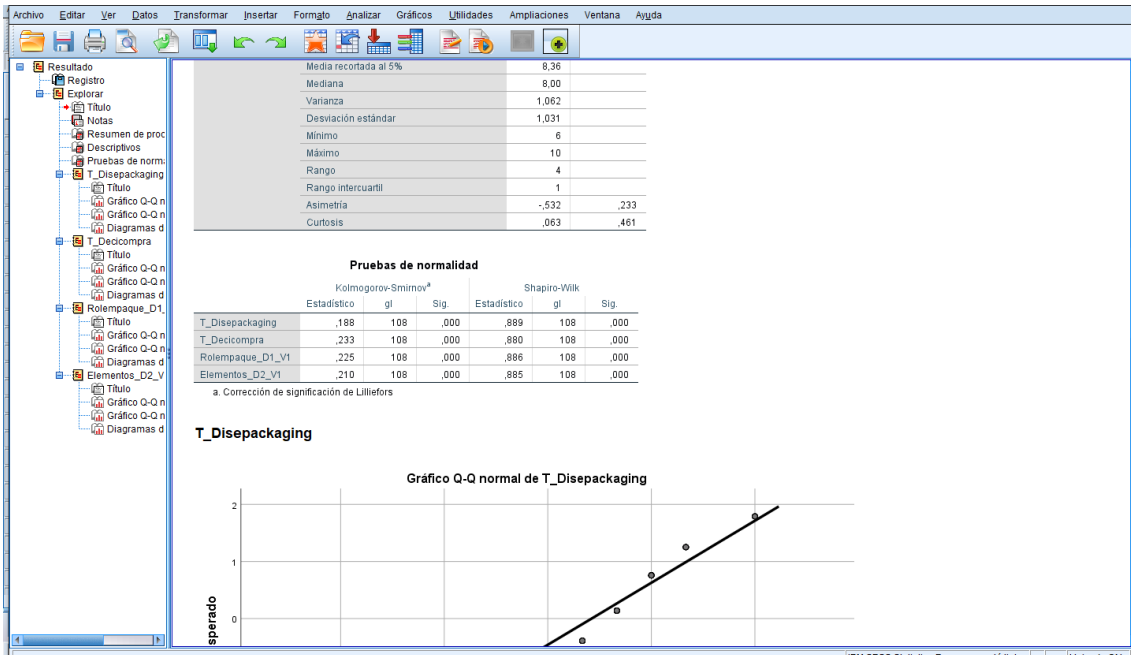 Archivo Editar Ver Datos Transformar Insertar Formato Analizar Gráficos Utilidades Ampliaciones Ventana Ayuda
Resultado
Registro
Explorar
Título
Notas
Resumen de proc
Descriptivos
Pruebas de norm
T_Disepackaging
Título
Gráfico Q-Q n
Gráfico Q-Q n
Diagramas d
T_Decicompra
Título
Gráfico Q-Q n
Gráfico Q-Q n
Diagramas d
Rolempaque_D1_
Título
Gráfico Q-Q n
Gráfico Q-Q n
Diagramas d
Elementos_D2_V
Título
Gráfico Q-Q n
Gráfico Q-Q n
Diagramas d
Media recortada al 5% 8,36
Mediana 8,00
Varianza 1,062
Desviación estándar 1,031
Mínimo 6
Máximo 10
Rango 4
Rango intercuartil 1
Asimetría -,532 ,233
Curtosis ,063 ,461
Pruebas de normalidad
Kolmogorov-Smirnovª Shapiro-Wilk
Estadístico gl Sig. Estadístico gl Sig.
T_Disepackaging ,188 108 ,000 ,889 108 ,000
T_Decicompra ,233 108 ,000 ,880 108 ,000
Rolempaque_D1_V1 ,225 108 ,000 ,886 108 ,000
Elementos_D2_V1 ,210 108 ,000 ,885 108 ,000
a. Corrección de significación de Lilliefors
T_Disepackaging
Gráfico Q-Q normal de T_Disepackaging
2
1
0
sperado